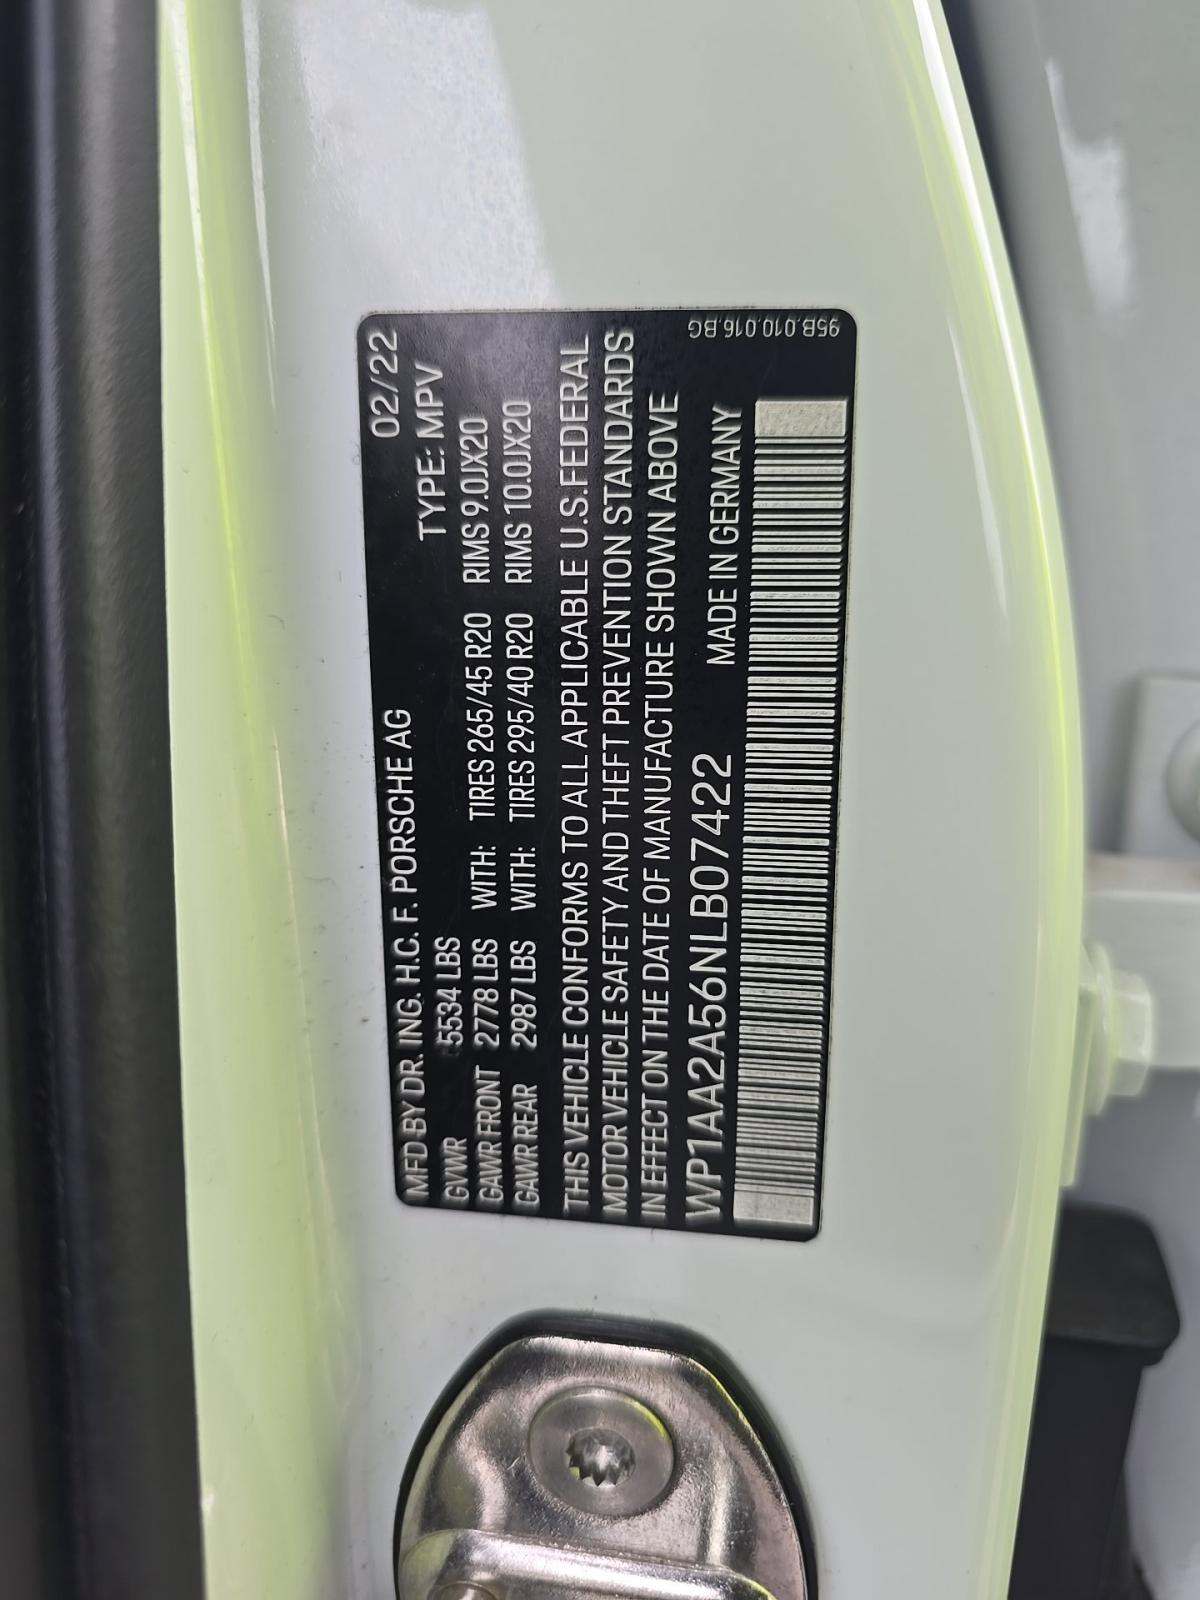 MFD BY DR. ING. H.C. F. PORSCHE AG 02/22
GVWR 5534 LBS TYPE: MPV
GAWR FRONT 2778 LBS WITH: TIRES 265/45 R20 RIMS 9.0JX20
GAWR REAR 2987 LBS WITH: TIRES 295/40 R20 RIMS 10.0JX20
THIS VEHICLE CONFORMS TO ALL APPLICABLE U.S.FEDERAL
MOTOR VEHICLE SAFETY AND THEFT PREVENTION STANDARDS
IN EFFECT ON THE DATE OF MANUFACTURE SHOWN ABOVE
WP1AA2A56NLB07422 MADE IN GERMANY
95B.010.016.BG